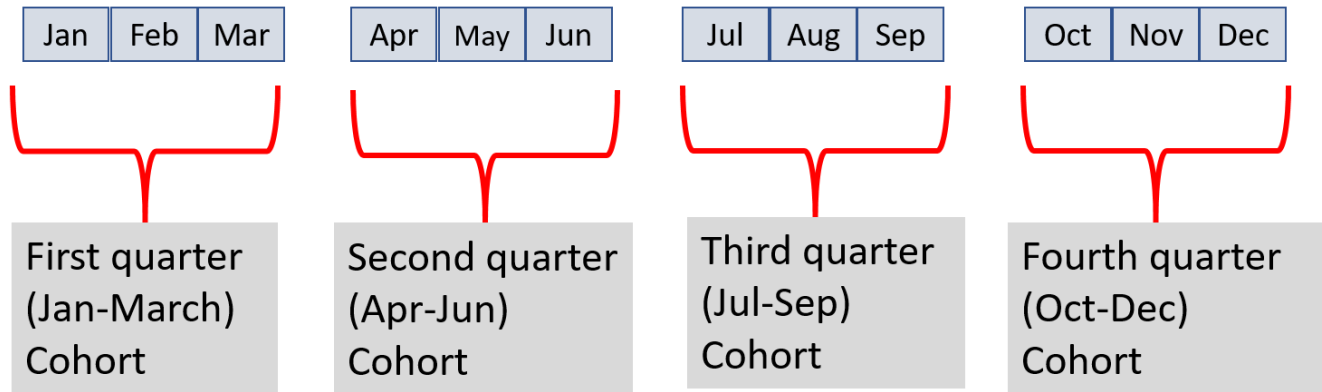 Jan Feb Mar Apr May Jun Jul Aug Sep Oct Nov Dec
First quarter
(Jan-March)
Cohort
Second quarter
(Apr-Jun)
Cohort
Third quarter
(Jul-Sep)
Cohort
Fourth quarter
(Oct-Dec)
Cohort